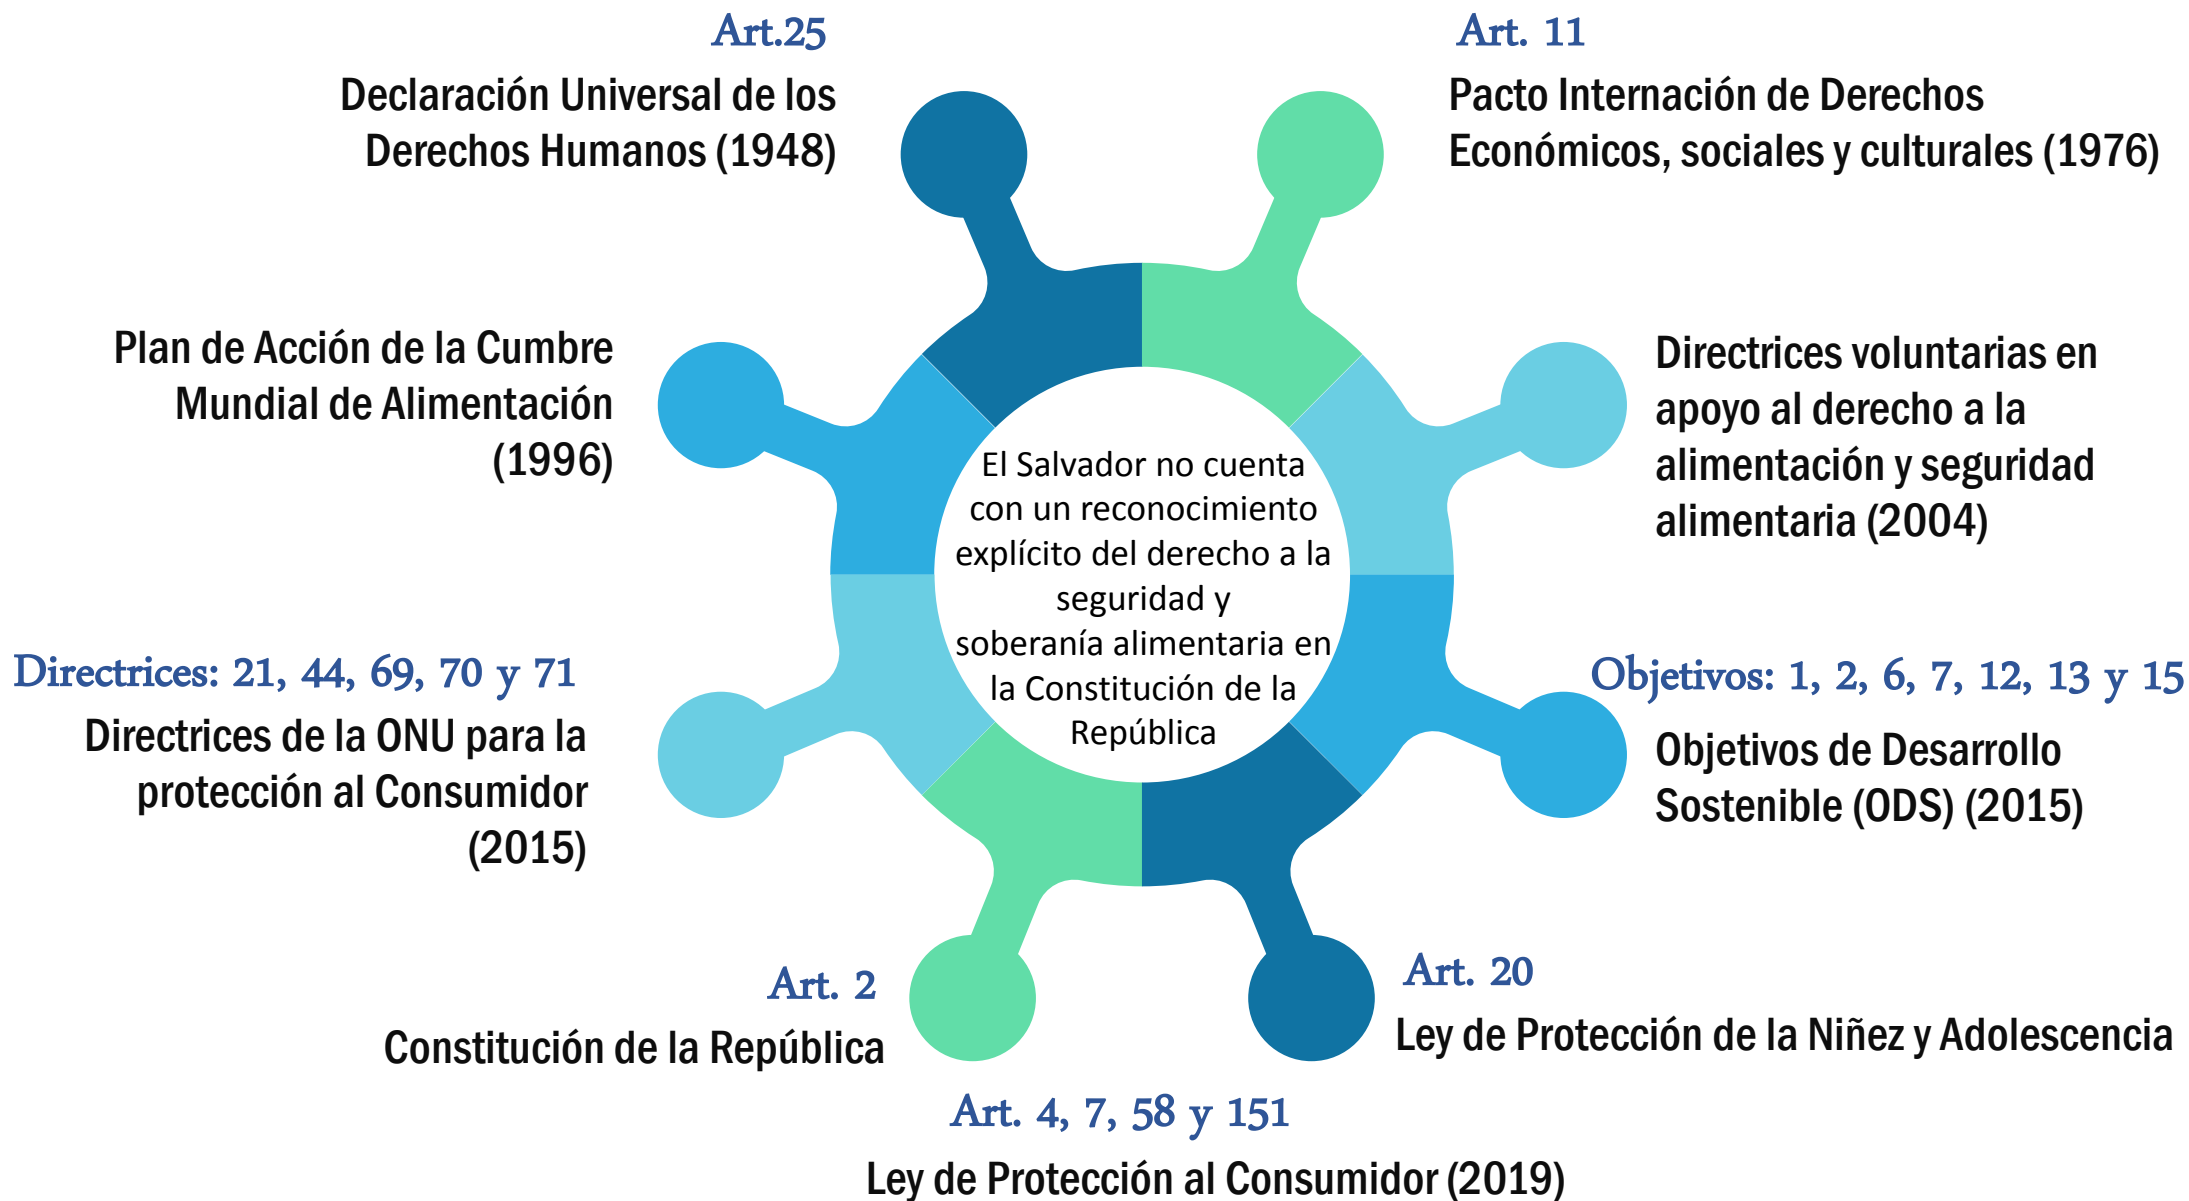 Art.25
Declaración Universal de los
Derechos Humanos (1948)
Art. 11
Pacto Internación de Derechos
Económicos, sociales y culturales (1976)
Plan de Acción de la Cumbre
Mundial de Alimentación
(1996)
Directrices voluntarias en
apoyo al derecho a la
alimentación y seguridad
alimentaria (2004)
El Salvador no cuenta
con un reconocimiento
explícito del derecho a la
seguridad y
soberanía alimentaria en
la Constitución de la
República
Directrices: 21, 44, 69, 70 y 71
Directrices de la ONU para la
protección al Consumidor
(2015)
Objetivos: 1, 2, 6, 7, 12, 13 y 15
Objetivos de Desarrollo
Sostenible (ODS) (2015)
Art. 2
Constitución de la República
Art. 20
Ley de Protección de la Niñez y Adolescencia
Art. 4, 7, 58 y 151
Ley de Protección al Consumidor (2019)